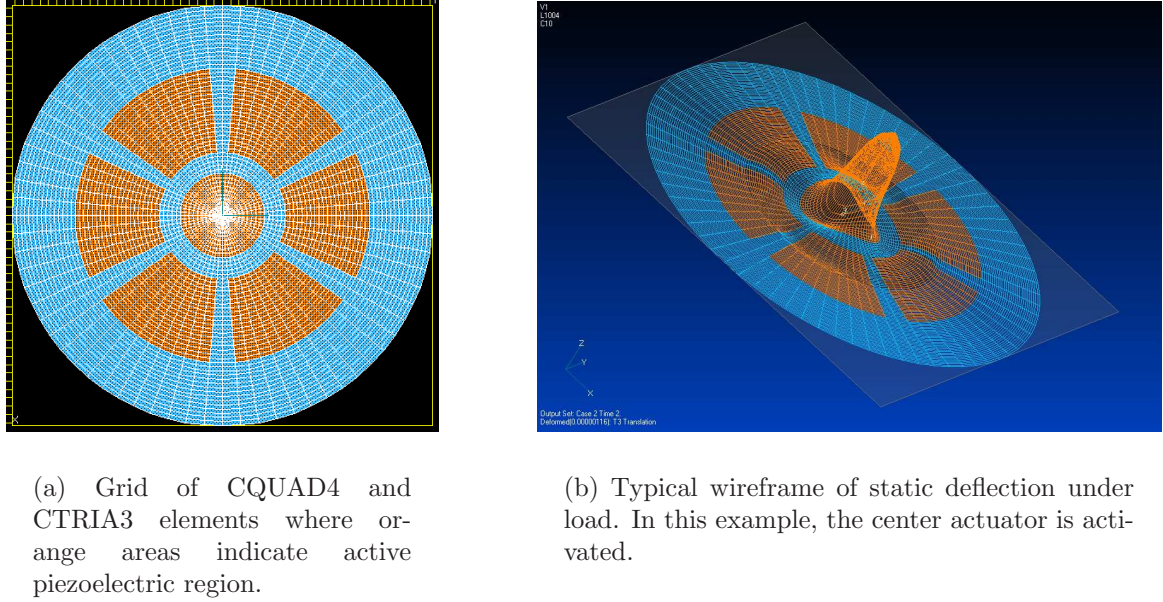 V1
L1004
C10
Z
Y
X
X
Output Set: Case 2 Time 2.
Deformed(0.00000116): T3 Translation
(a) Grid of CQUAD4 and
CTRIA3 elements where or-
ange areas indicate active
piezoelectric region.
(b) Typical wireframe of static deflection under
load. In this example, the center actuator is acti-
vated.